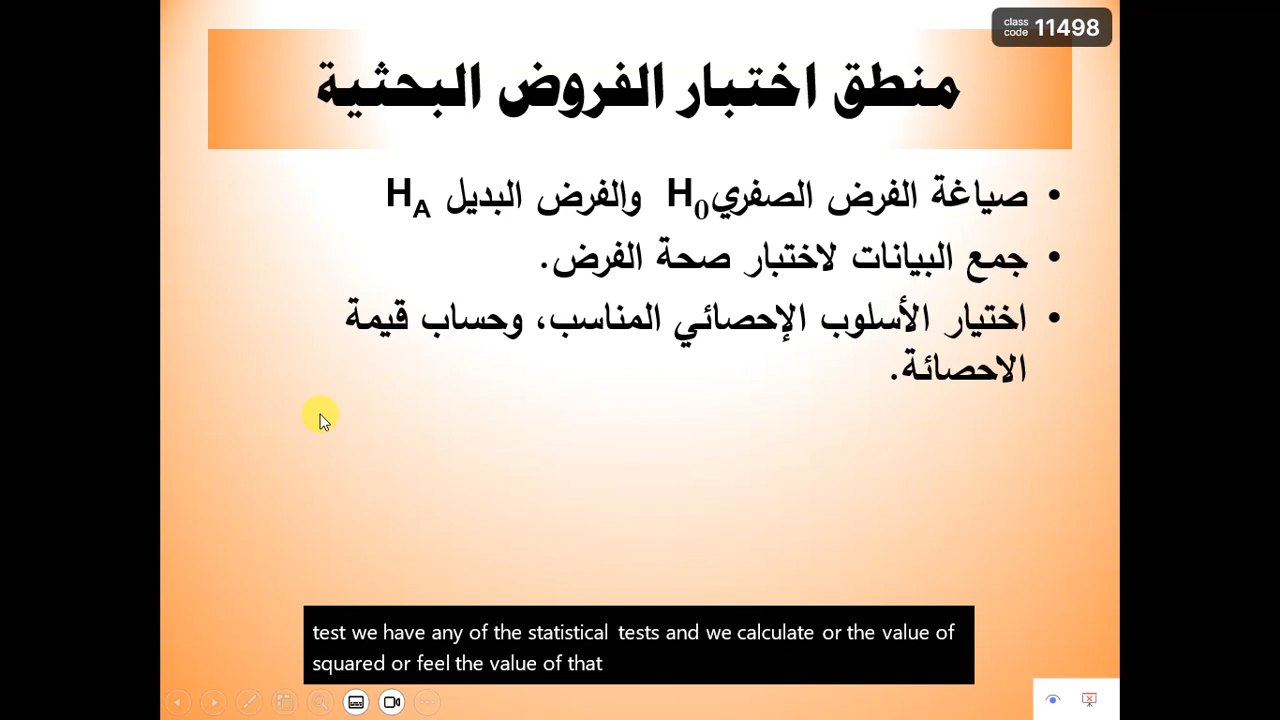 class
code 11498
منطق اختبار الفروض البحثية
• صياغة الفرض الصفري H0 والفرض البديل HA
• جمع البيانات لاختبار صحة الفرض.
• اختيار الأسلوب الإحصائي المناسب، وحساب قيمة
الاحصائة.
test we have any of the statistical tests and we calculate or the value of
squared or feel the value of that